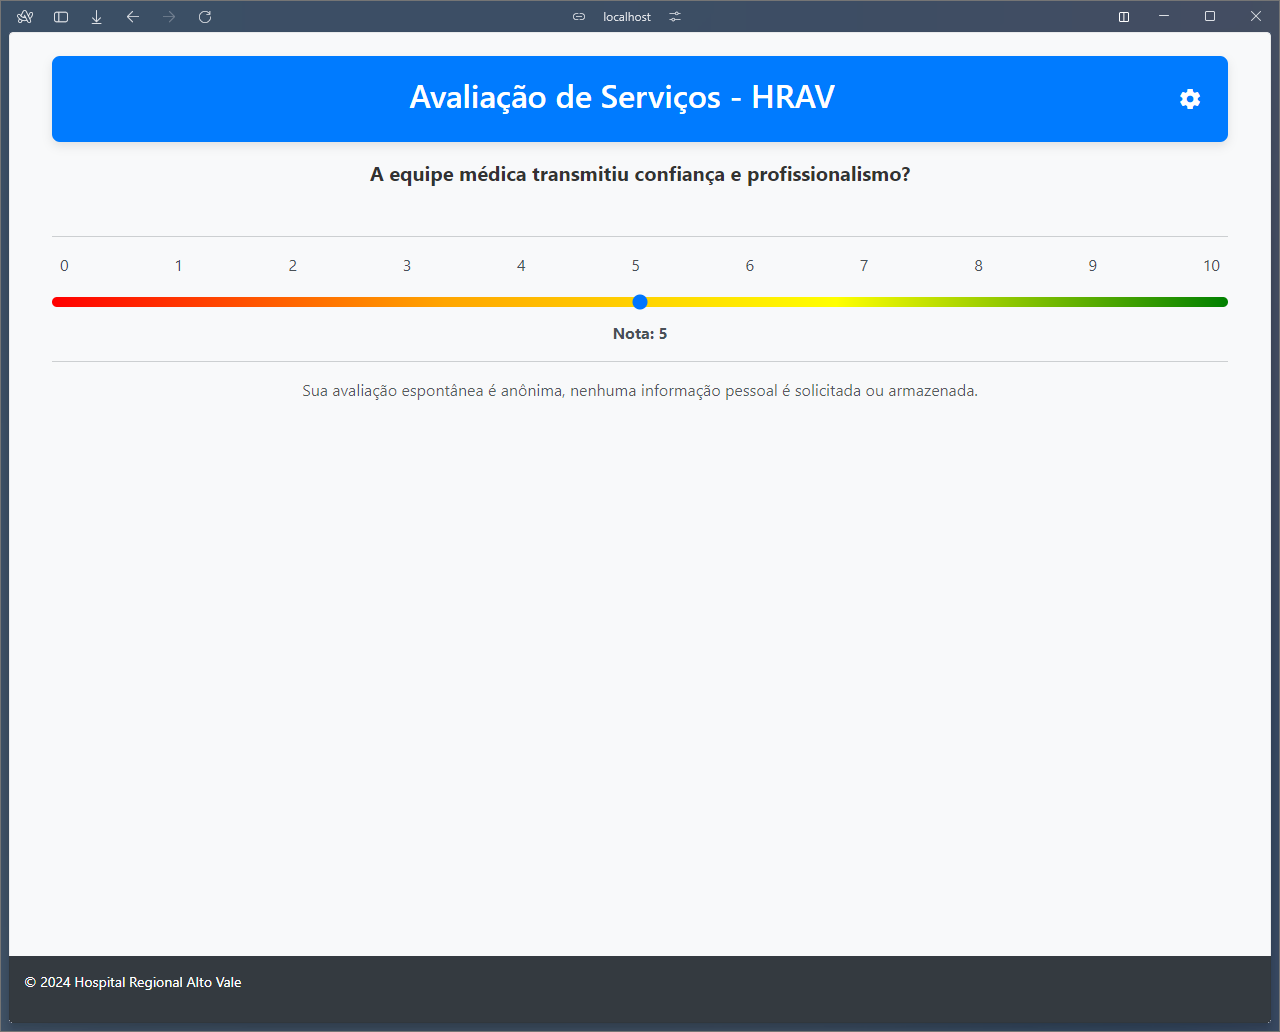 localhost
Avaliação de Serviços - HRAV
A equipe médica transmitiu confiança e profissionalismo?
0 1 2 3 4 5 6 7 8 9 10
Nota: 5
Sua avaliação espontânea é anônima, nenhuma informação pessoal é solicitada ou armazenada.
© 2024 Hospital Regional Alto Vale